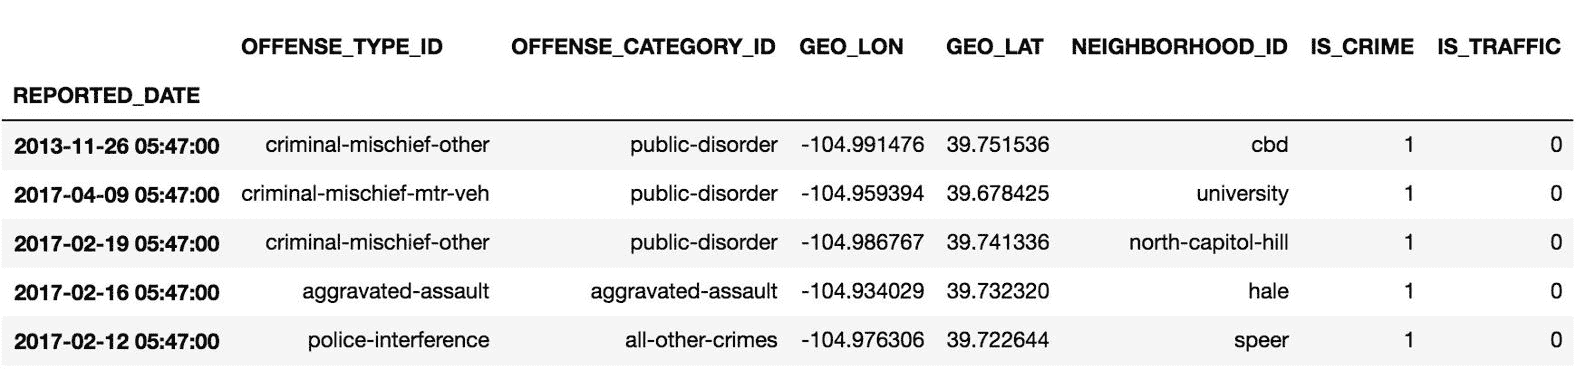 OFFENSE_TYPE_ID OFFENSE_CATEGORY_ID GEO_LON GEO_LAT NEIGHBORHOOD_ID IS_CRIME IS_TRAFFIC
REPORTED_DATE
2013-11-26 05:47:00 criminal-mischief-other public-disorder -104.991476 39.751536 cbd 1 0
2017-04-09 05:47:00 criminal-mischief-mtr-veh public-disorder -104.959394 39.678425 university 1 0
2017-02-19 05:47:00 criminal-mischief-other public-disorder -104.986767 39.741336 north-capitol-hill 1 0
2017-02-16 05:47:00 aggravated-assault aggravated-assault -104.934029 39.732320 hale 1 0
2017-02-12 05:47:00 police-interference all-other-crimes -104.976306 39.722644 speer 1 0